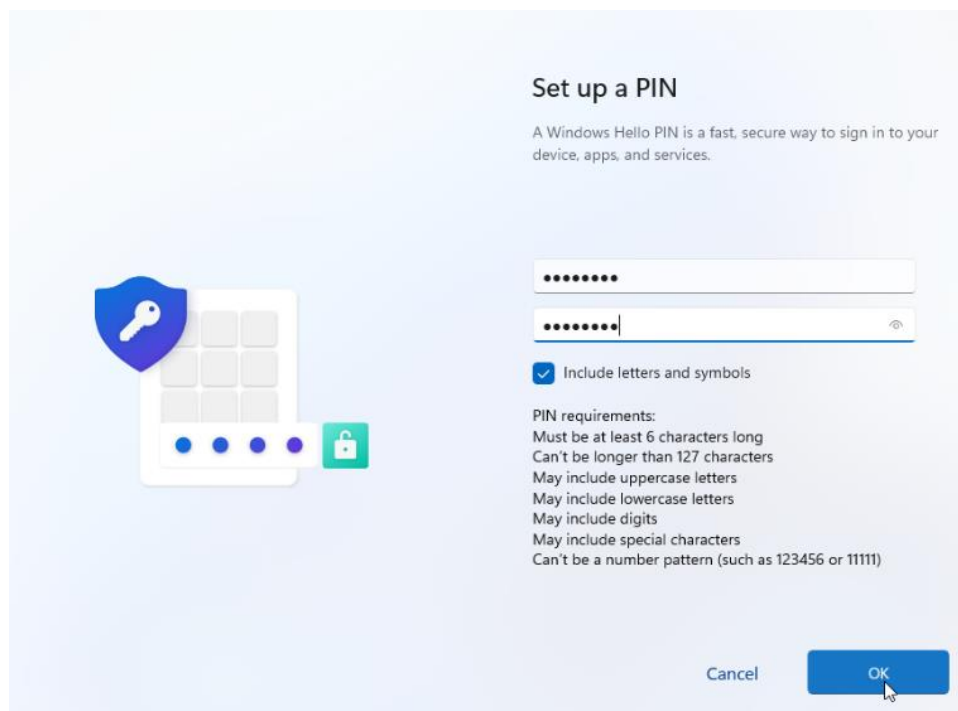 Set up a PIN
A Windows Hello PIN is a fast, secure way to sign in to your
device, apps, and services.
●●●●●●●●
●●●●●●●●
Include letters and symbols
PIN requirements:
Must be at least 6 characters long
Can't be longer than 127 characters
May include uppercase letters
May include lowercase letters
May include digits
May include special characters
Can't be a number pattern (such as 123456 or 11111)
Cancel
OK